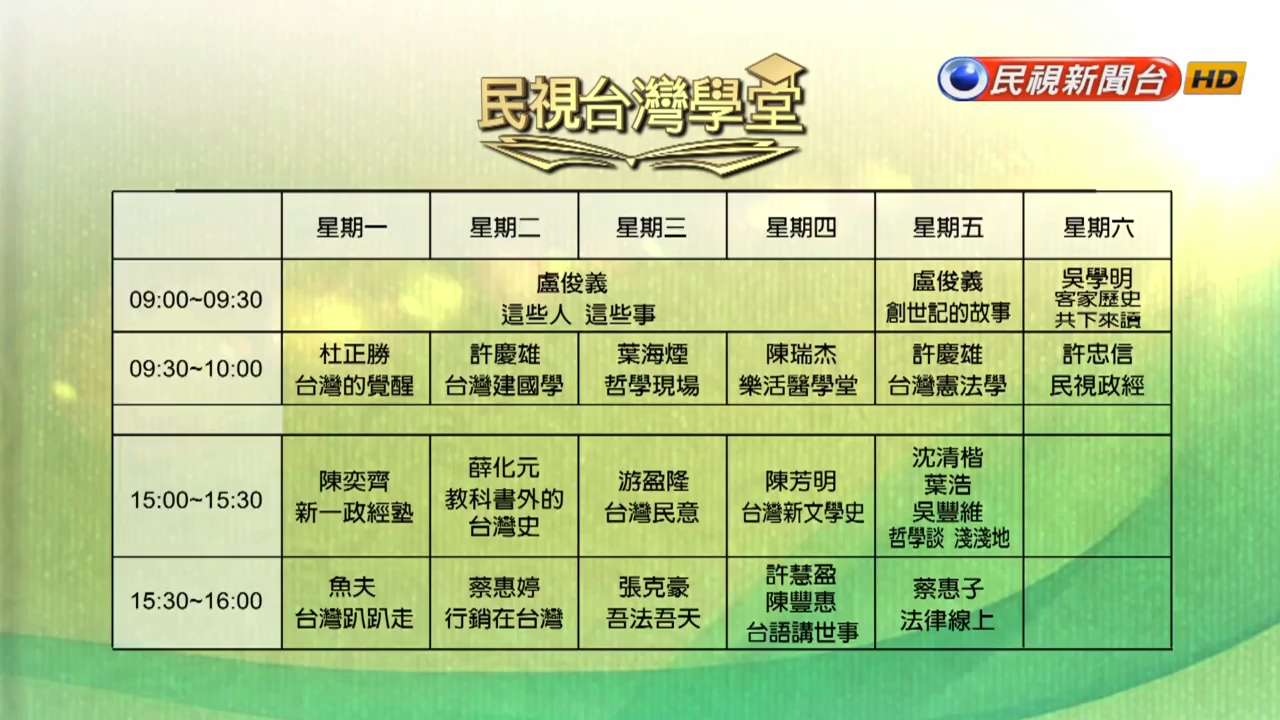 民視台灣學堂
民視新聞台 HD
星期一 星期二 星期三 星期四 星期五 星期六
09:00~09:30
盧俊義
這些人 這些事
盧俊義
創世記的故事
吳學明
客家歷史
共下來讀
09:30~10:00
杜正勝
台灣的覺醒
許慶雄
台灣建國學
葉海煙
哲學現場
陳瑞杰
樂活醫學堂
許慶雄
台灣憲法學
許忠信
民視政經
15:00~15:30
陳奕齊
新一政經塾
薛化元
教科書外的
台灣史
游盈隆
台灣民意
陳芳明
台灣新文學史
沈清楷
葉浩
吳豐維
哲學談 淺淺地
15:30~16:00
魚夫
台灣趴趴走
蔡惠婷
行銷在台灣
張克豪
吾法吾天
許慧盈
陳豐惠
台語講世事
蔡惠子
法律線上